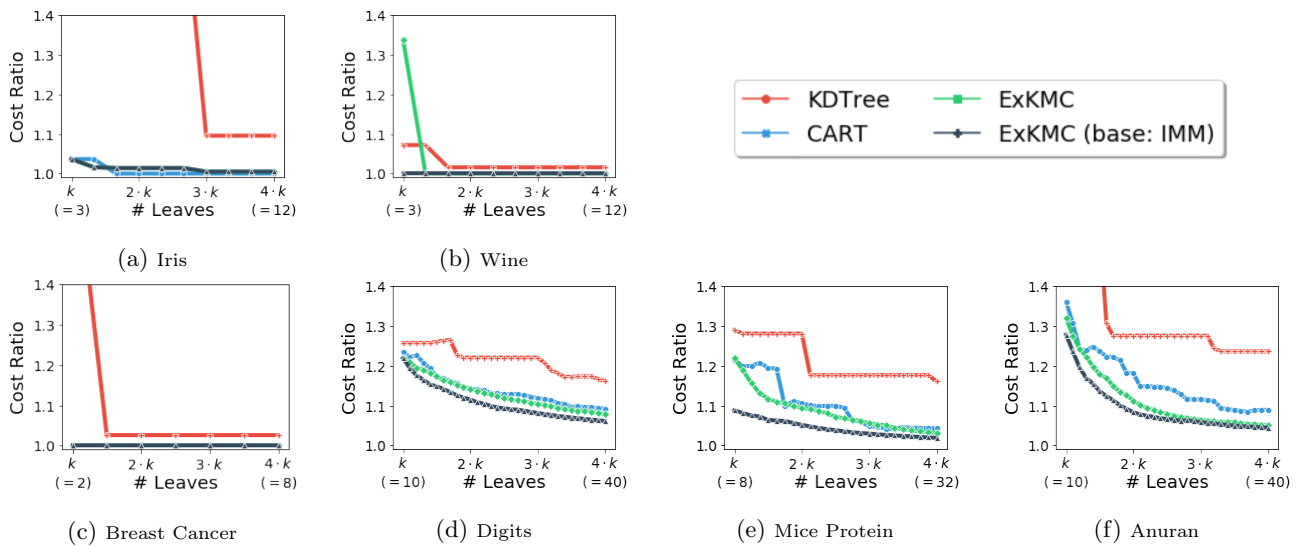 1.4
1.3
1.2
1.1
1.0
Cost Ratio
k
2 · k
3 · k
4 · k
(=3)
# Leaves
(=12)
(a) Iris
1.4
1.3
1.2
1.1
1.0
Cost Ratio
k
2 · k
3 · k
4 · k
(=3)
# Leaves
(=12)
(b) Wine
KDTree
ExKMC
CART
ExKMC (base: IMM)
1.4
1.3
1.2
1.1
1.0
Cost Ratio
k
2 · k
3 · k
4 · k
(=2)
# Leaves
(=8)
(c) Breast Cancer
1.4
1.3
1.2
1.1
1.0
Cost Ratio
k
2 · k
3 · k
4 · k
(=10)
# Leaves
(=40)
(d) Digits
1.4
1.3
1.2
1.1
1.0
Cost Ratio
k
2 · k
3 · k
4 · k
(=8)
# Leaves
(=32)
(e) Mice Protein
1.4
1.3
1.2
1.1
1.0
Cost Ratio
k
2 · k
3 · k
4 · k
(=10)
# Leaves
(=40)
(f) Anuran